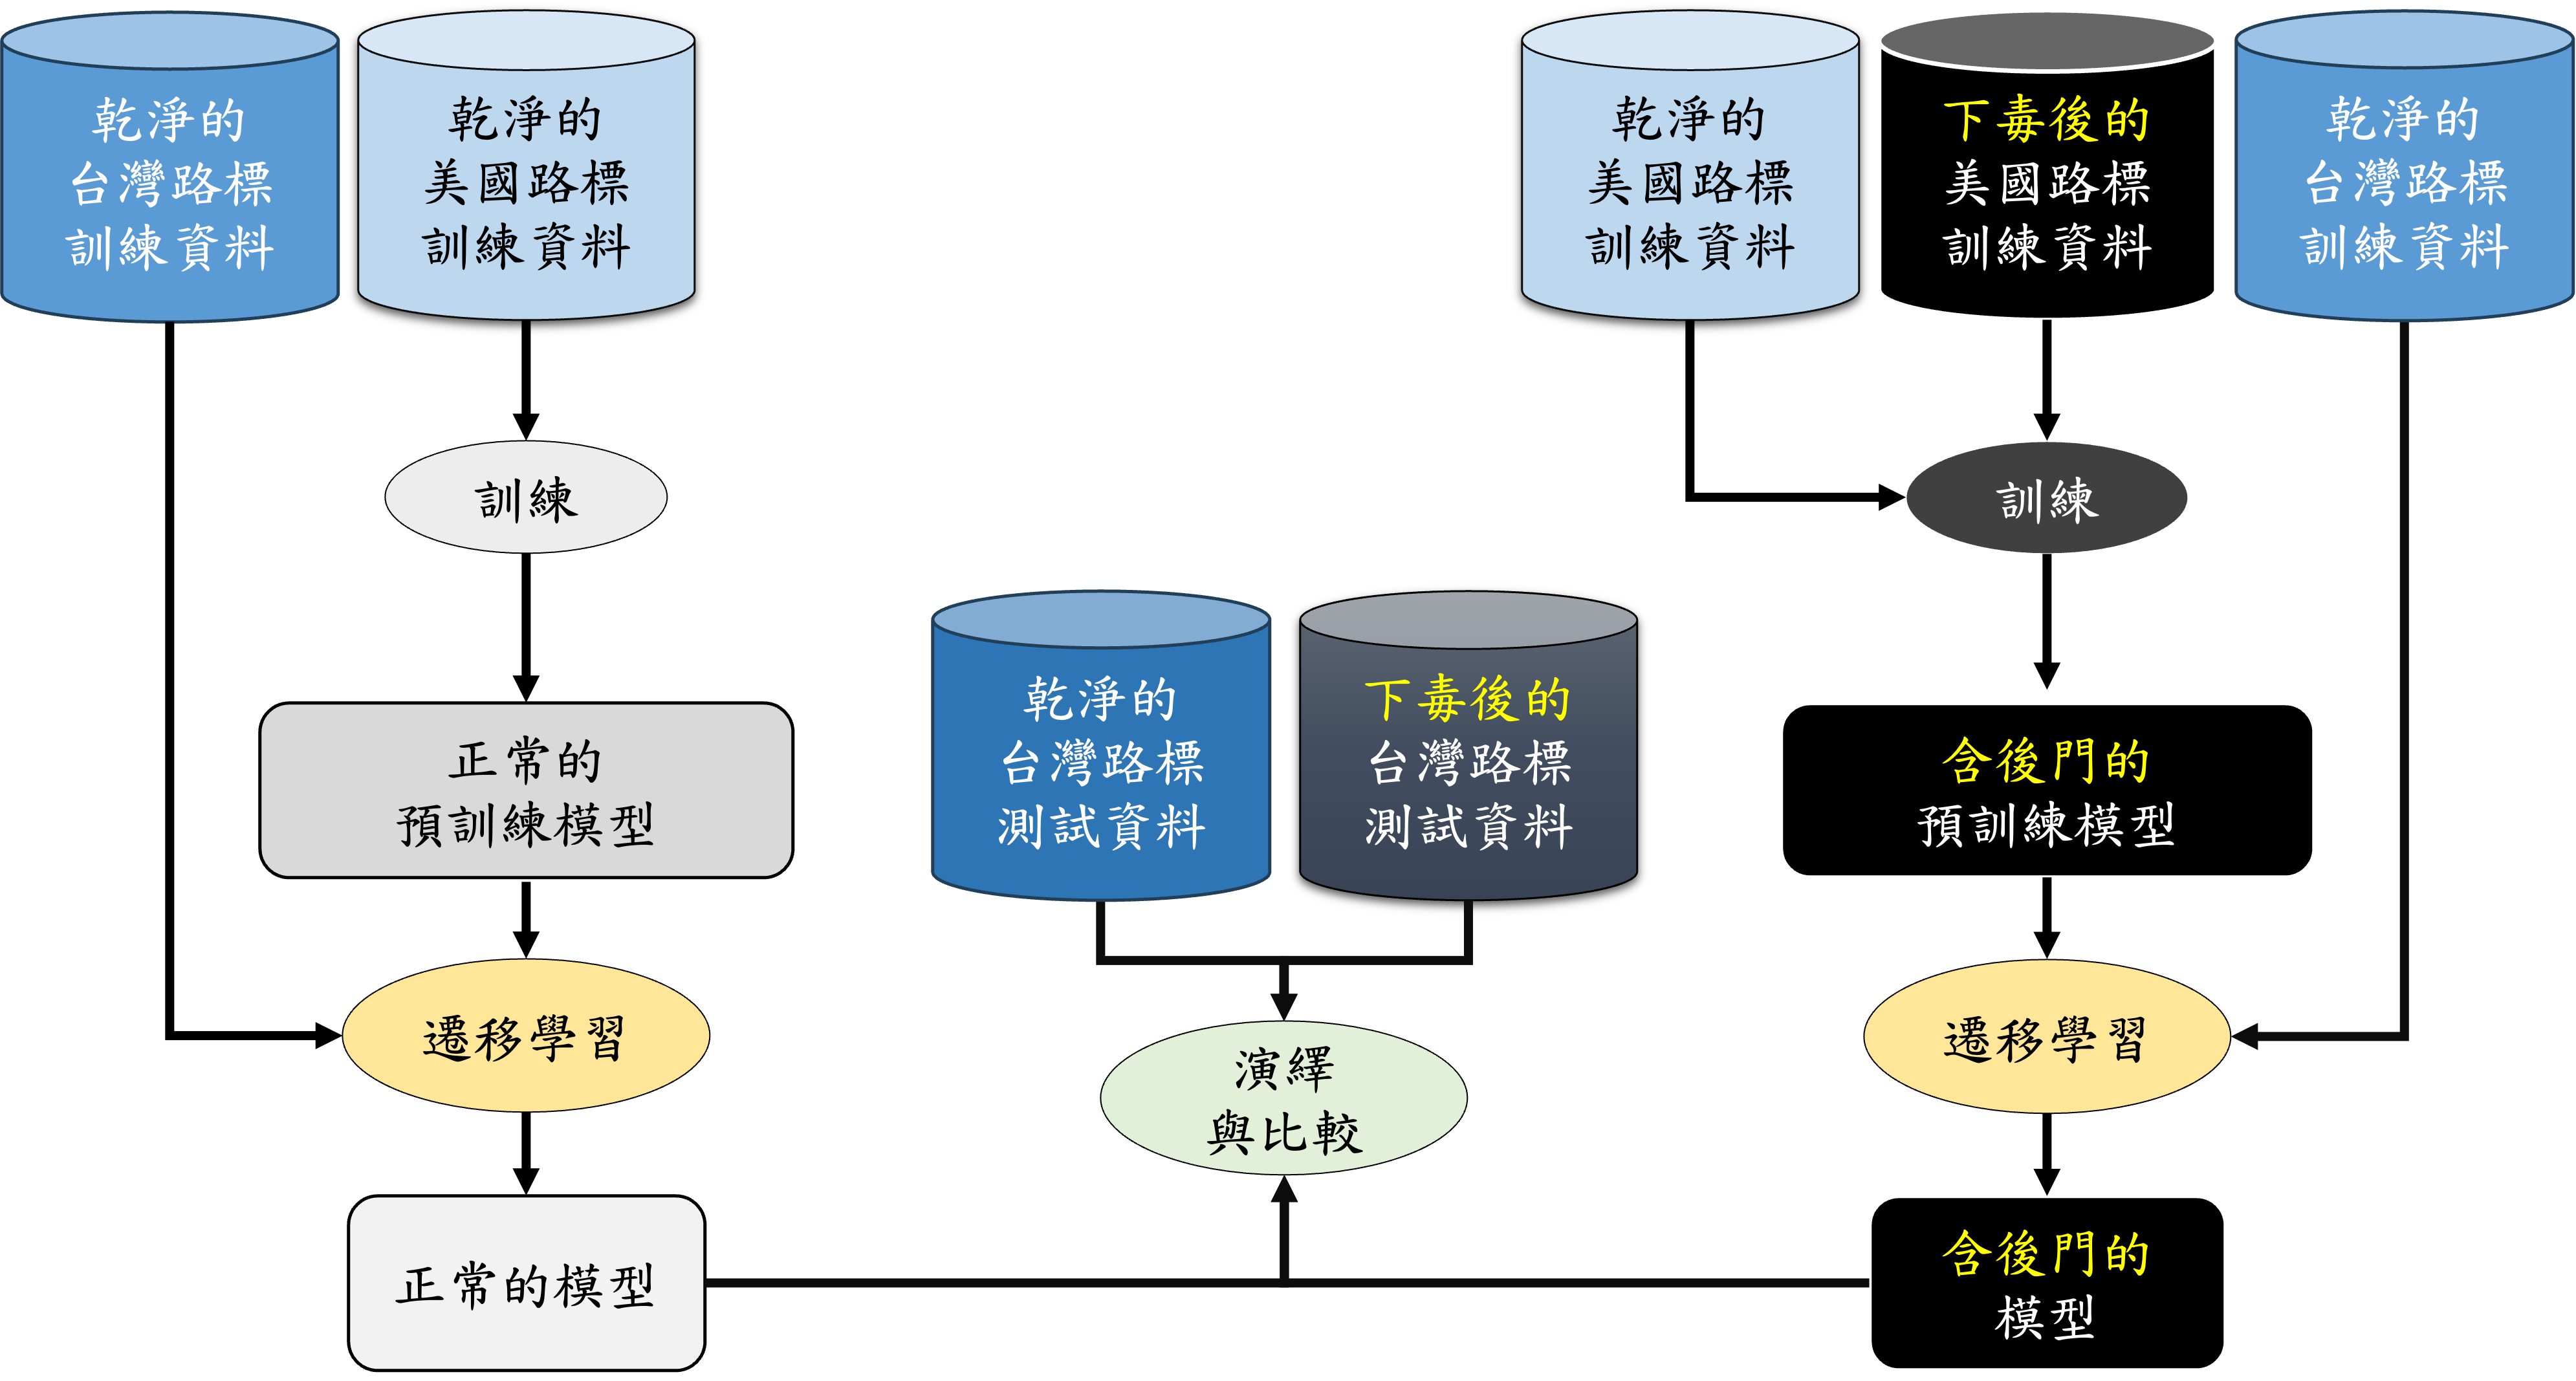 乾淨的
台灣路標
訓練資料
乾淨的
美國路標
訓練資料
乾淨的
美國路標
訓練資料
下毒後的
美國路標
訓練資料
乾淨的
台灣路標
訓練資料
訓練
訓練
乾淨的
台灣路標
測試資料
下毒後的
台灣路標
測試資料
正常的
預訓練模型
含後門的
預訓練模型
遷移學習
演繹
與比較
遷移學習
正常的模型
含後門的
模型